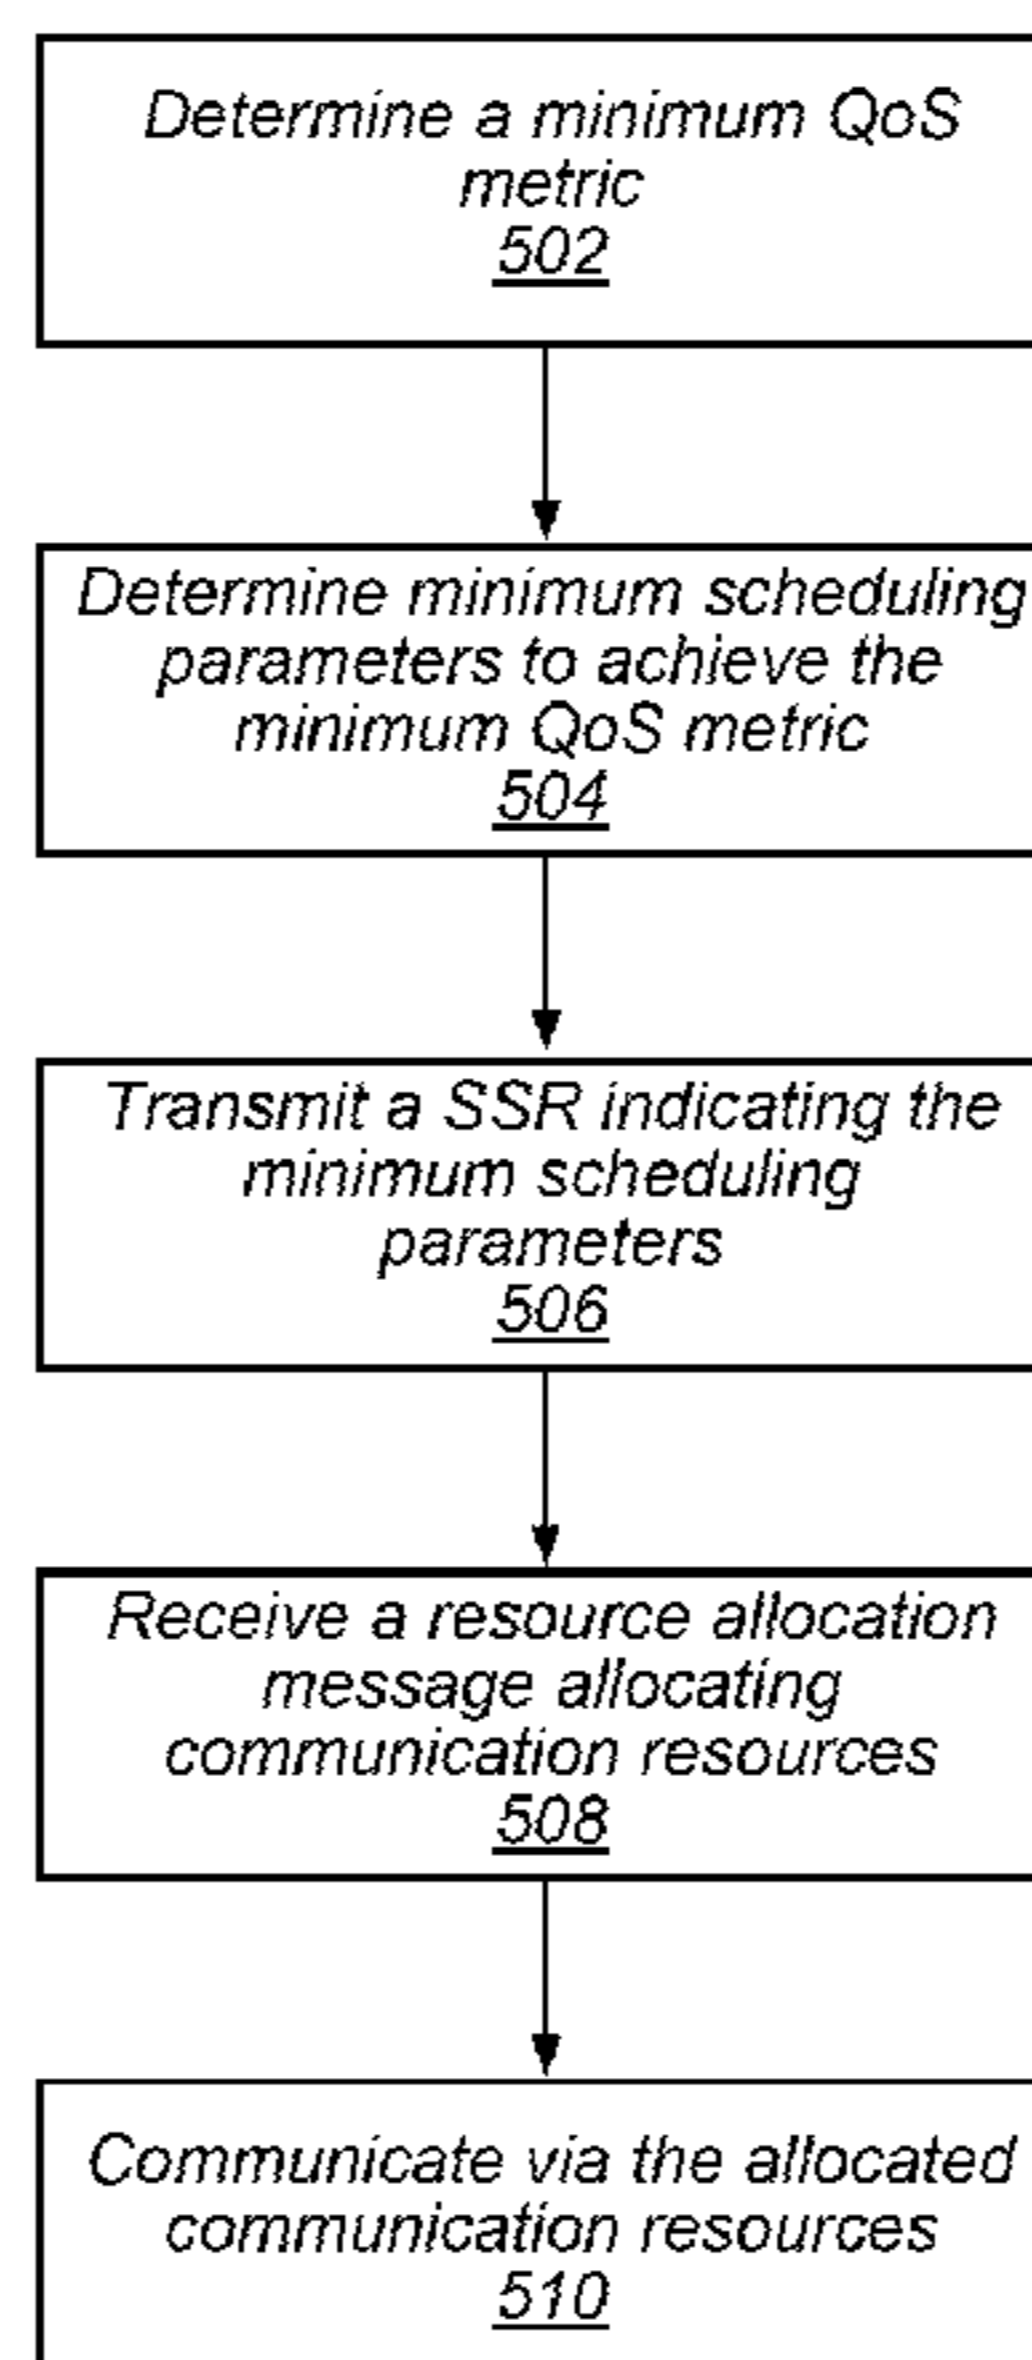 Determine a minimum QoS
metric
502
Determine minimum scheduling
parameters to achieve the
minimum QoS metric
504
Transmit a SSR indicating the
minimum scheduling
parameters
506
Receive a resource allocation
message allocating
communication resources
508
Communicate via the allocated
communication resources
510